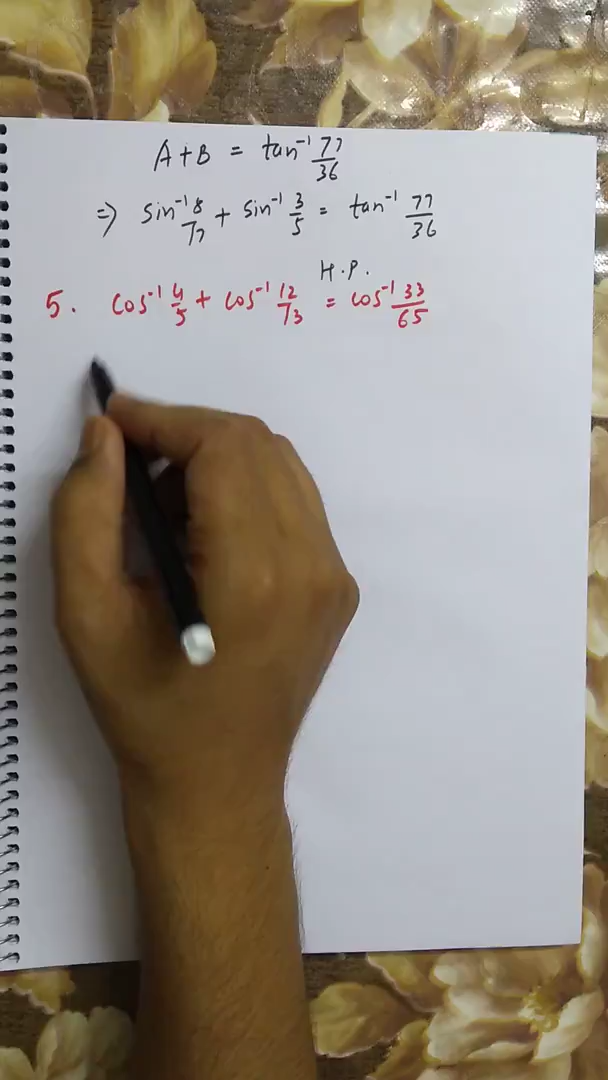 A+B = tan⁻¹ 77/36
⇒ sin⁻¹ 8/17 + sin⁻¹ 3/5 = tan⁻¹ 77/36
H.P.
5. cos⁻¹ 4/5 + cos⁻¹ 12/13 = cos⁻¹ 33/65